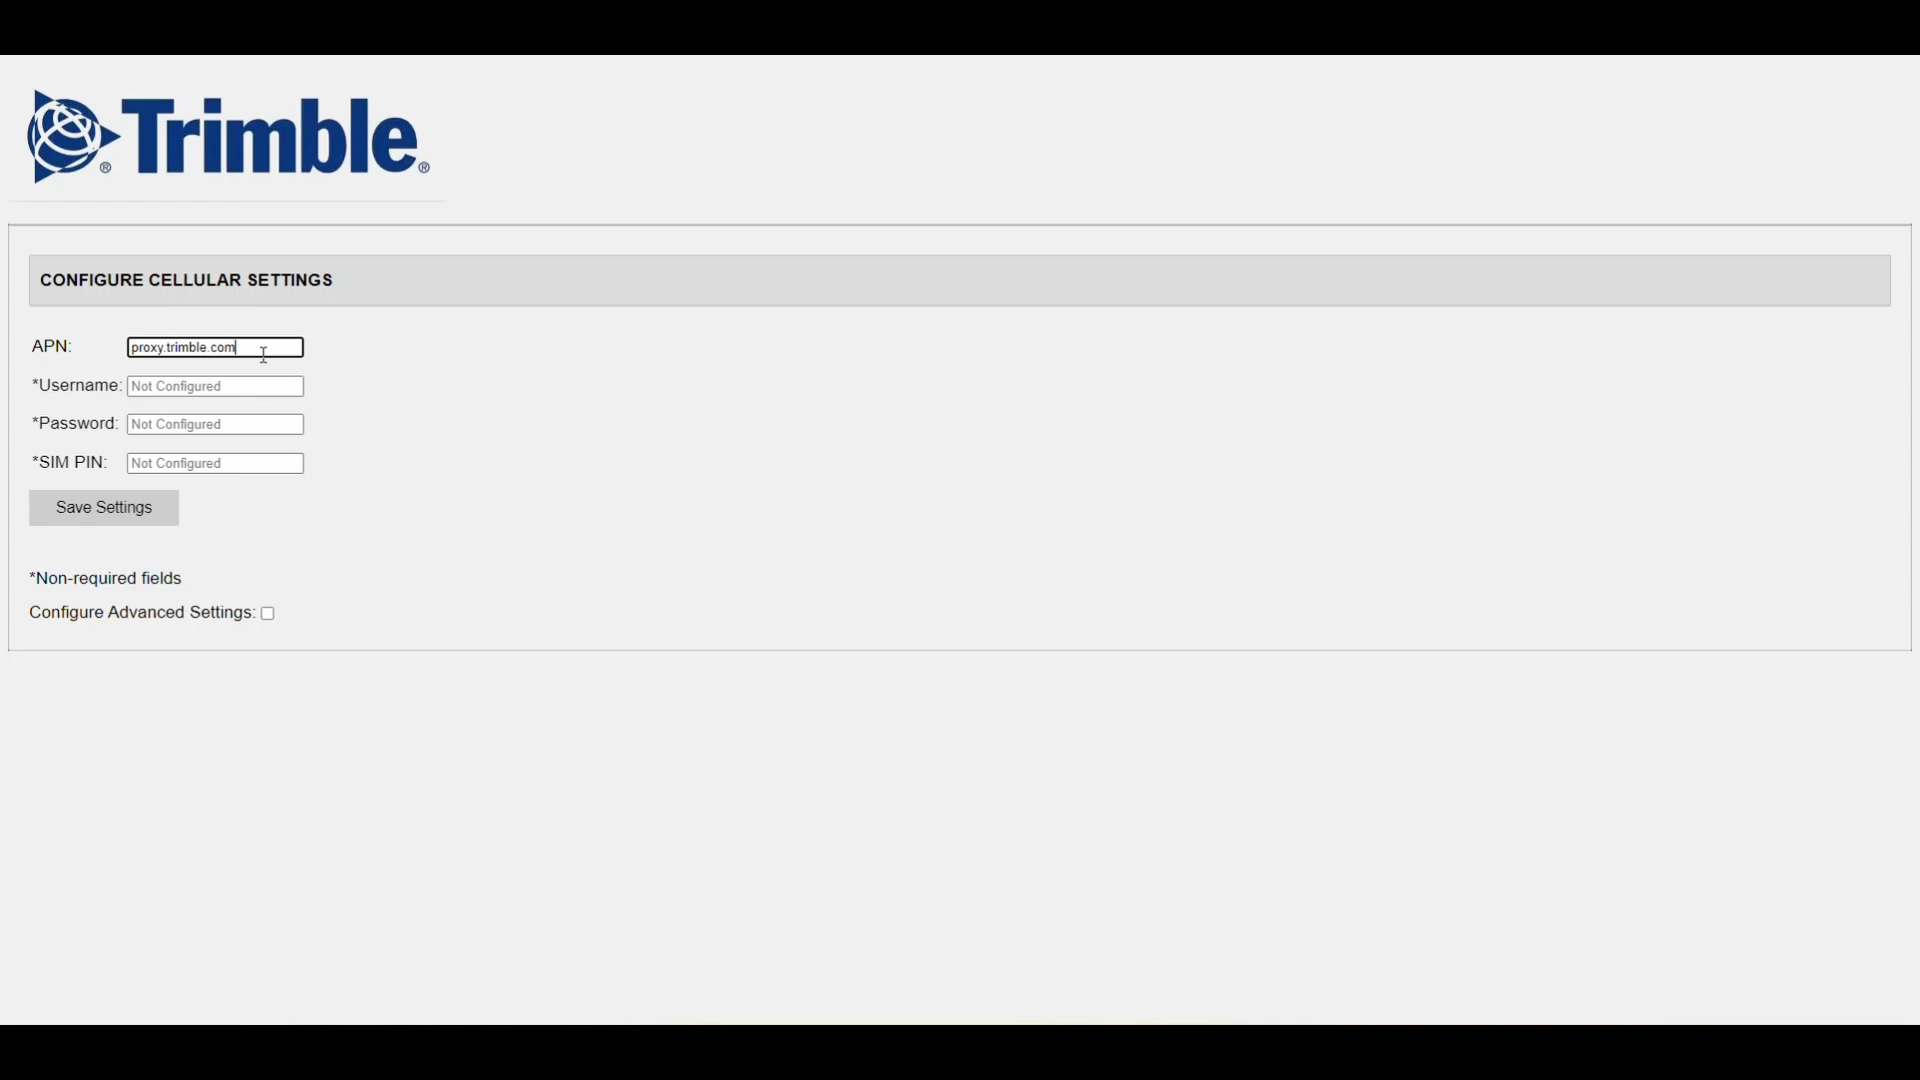 Trimble
CONFIGURE CELLULAR SETTINGS
APN: proxy.trimble.com
*Username: Not Configured
*Password: Not Configured
*SIM PIN: Not Configured
Save Settings
*Non-required fields
Configure Advanced Settings: